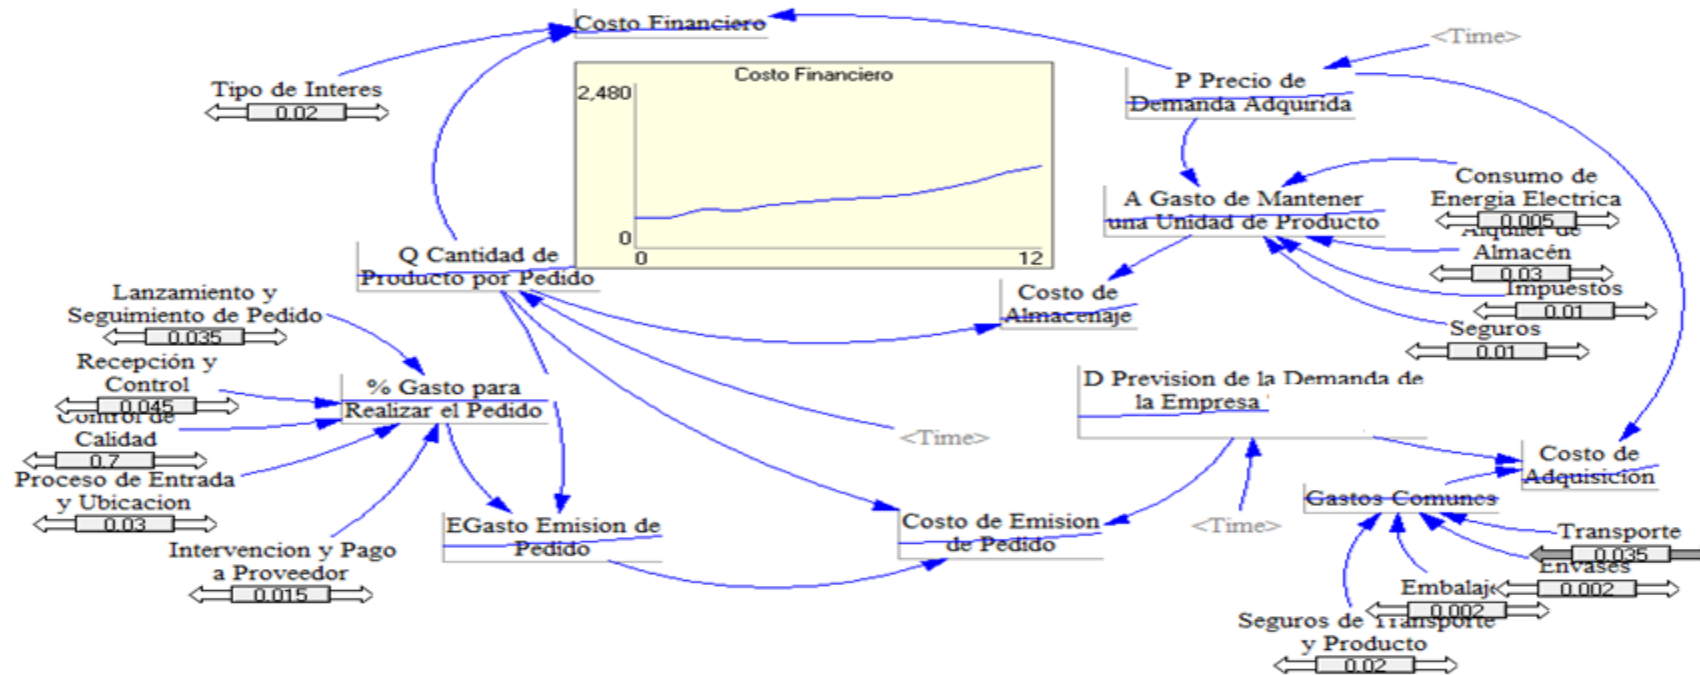 Costo Financiero
<Time>
Tipo de Interes
0.02
Costo Financiero
2,480
0
0
12
P Precio de
Demanda Adquirida
Consumo de
Energia Electrica
0.005
A Gasto de Mantener
una Unidad de Producto
Alquiler de
Almacén
0.03
Impuestos
0.01
Seguros
0.01
Q Cantidad de
Producto por Pedido
Costo de
Almacenaje
Lanzamiento y
Seguimiento de Pedido
0.035
Recepción y
Control
0.045
Control de
Calidad
0.7
Proceso de Entrada
y Ubicacion
0.03
Intervencion y Pago
a Proveedor
0.015
% Gasto para
Realizar el Pedido
D Prevision de la Demanda de
la Empresa
<Time>
Costo de
Adquisición
Gastos Comunes
EGasto Emision de
Pedido
Costo de Emision
de Pedido
<Time>
Transporte
0.035
Envases
0.002
Embalaje
0.002
Seguros de Transporte
y Producto
0.02